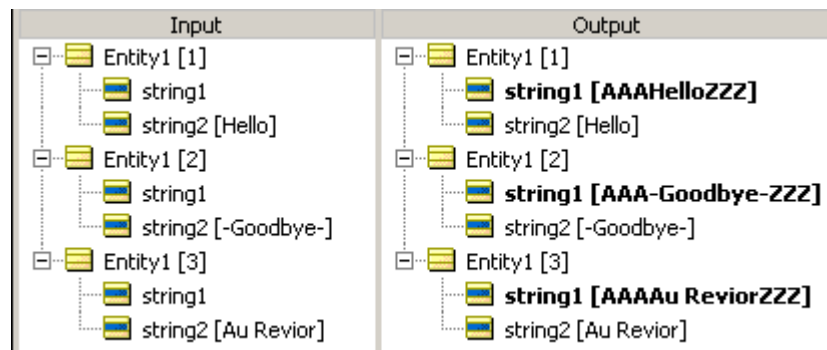 Input
Entity1 [1]
string1
string2 [Hello]
Entity1 [2]
string1
string2 [-Goodbye-]
Entity1 [3]
string1
string2 [Au Revior]
Output
Entity1 [1]
string1 [AAAHelloZZZ]
string2 [Hello]
Entity1 [2]
string1 [AAA-Goodbye-ZZZ]
string2 [-Goodbye-]
Entity1 [3]
string1 [AAAAu ReviorZZZ]
string2 [Au Revior]